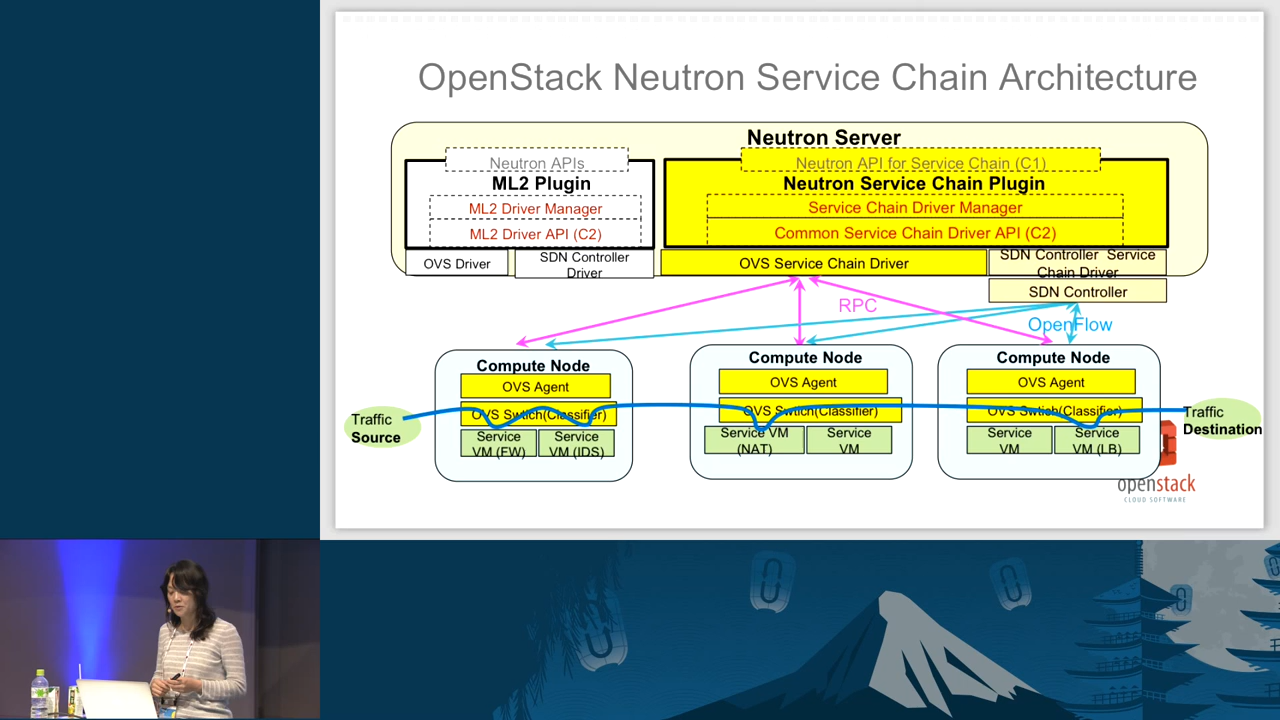 OpenStack Neutron Service Chain Architecture
Neutron Server
Neutron APIs
ML2 Plugin
ML2 Driver Manager
ML2 Driver API (C2)
OVS Driver
SDN Controller
Driver
Neutron API for Service Chain (C1)
Neutron Service Chain Plugin
Service Chain Driver Manager
Common Service Chain Driver API (C2)
OVS Service Chain Driver
SDN Controller Service
Chain Driver
SDN Controller
RPC
OpenFlow
Traffic
Source
Compute Node
OVS Agent
OVS Swtich(Classifier)
Service
VM (FW)
Service
VM (IDS)
Compute Node
OVS Agent
OVS Swtich(Classifier)
Service VM
(NAT)
Service
VM
Compute Node
OVS Agent
OVS Swtich(Classifier)
Service
VM
Service
VM (LB)
Traffic
Destination
openstack
CLOUD SOFTWARE